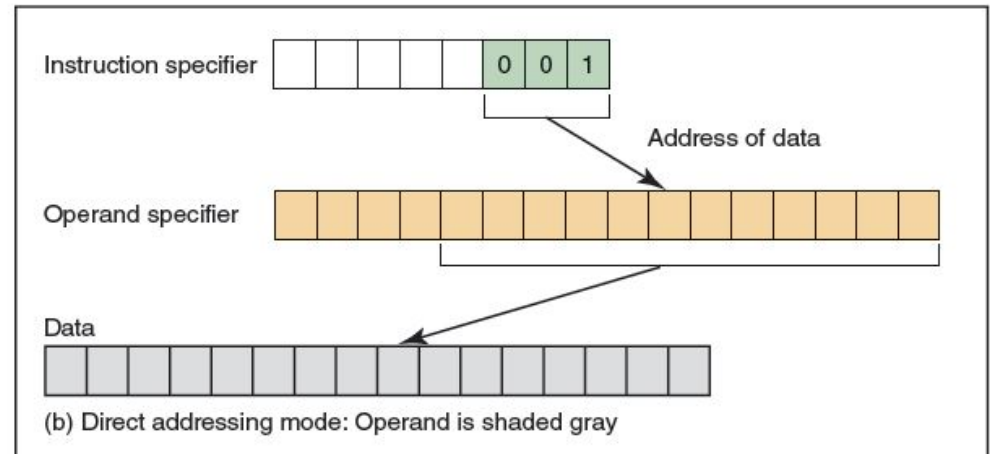 Instruction specifier 0 0 1
Address of data
Operand specifier
Data
(b) Direct addressing mode: Operand is shaded gray